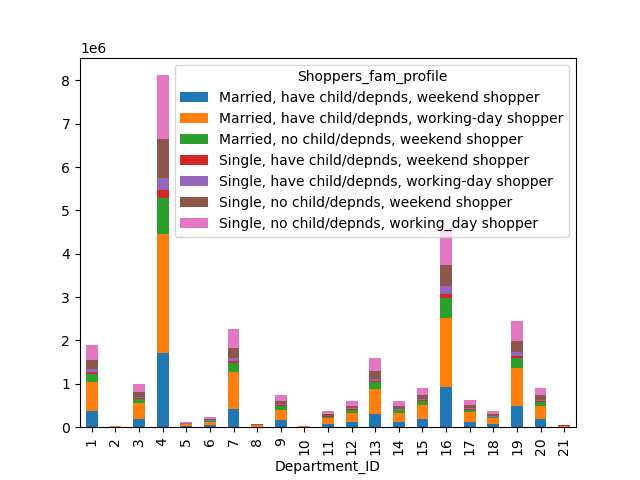 1e6
8
7
6
5
4
3
2
1
0
Shoppers_fam_profile
Married, have child/depnds, weekend shopper
Married, have child/depnds, working-day shopper
Married, no child/depnds, weekend shopper
Single, have child/depnds, weekend shopper
Single, have child/depnds, working-day shopper
Single, no child/depnds, weekend shopper
Single, no child/depnds, working_day shopper
1 2 3 4 5 6 7 8 9 10 11 12 13 14 15 16 17 18 19 20 21
Department_ID